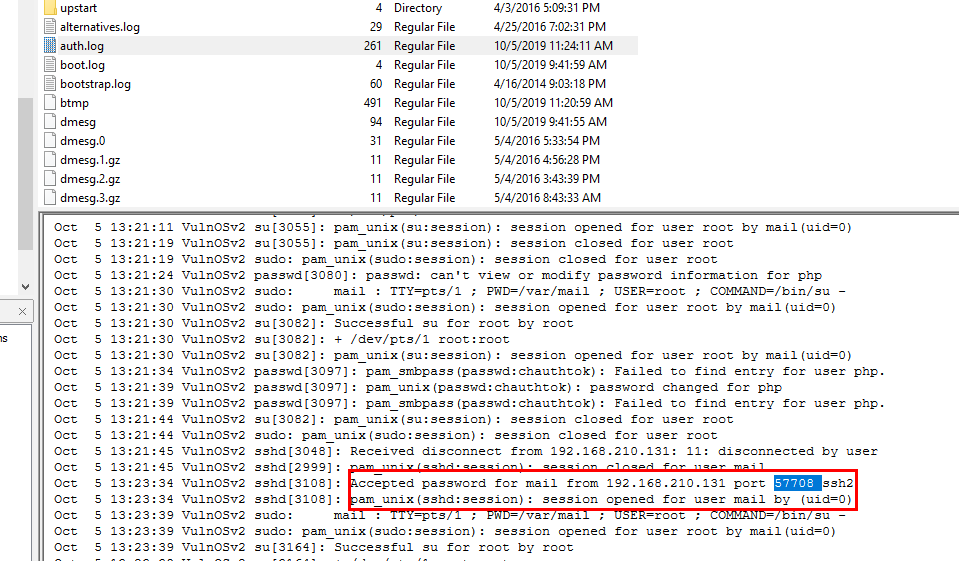 upstart 4 Directory 4/3/2016 5:09:31 PM
alternatives.log 29 Regular File 4/25/2016 7:02:31 PM
auth.log 261 Regular File 10/5/2019 11:24:11 AM
boot.log 4 Regular File 10/5/2019 9:41:59 AM
bootstrap.log 60 Regular File 4/16/2014 9:03:18 PM
btmp 491 Regular File 10/5/2019 11:20:59 AM
dmesg 94 Regular File 10/5/2019 9:41:55 AM
dmesg.0 31 Regular File 5/4/2016 5:33:54 PM
dmesg.1.gz 11 Regular File 5/4/2016 4:56:28 PM
dmesg.2.gz 11 Regular File 5/4/2016 3:43:39 PM
dmesg.3.gz 11 Regular File 5/4/2016 8:43:33 AM
Oct  5 13:21:11 VulnOSv2 su[3055]: pam_unix(su:session): session opened for user root by mail(uid=0)
Oct  5 13:21:19 VulnOSv2 su[3055]: pam_unix(su:session): session closed for user root
Oct  5 13:21:19 VulnOSv2 sudo: pam_unix(sudo:session): session closed for user root
Oct  5 13:21:24 VulnOSv2 passwd[3080]: passwd: can't view or modify password information for php
Oct  5 13:21:30 VulnOSv2 sudo:     mail : TTY=pts/1 ; PWD=/var/mail ; USER=root ; COMMAND=/bin/su -
Oct  5 13:21:30 VulnOSv2 sudo: pam_unix(sudo:session): session opened for user root by mail(uid=0)
Oct  5 13:21:30 VulnOSv2 su[3082]: Successful su for root by root
Oct  5 13:21:30 VulnOSv2 su[3082]: + /dev/pts/1 root:root
Oct  5 13:21:30 VulnOSv2 su[3082]: pam_unix(su:session): session opened for user root by mail(uid=0)
Oct  5 13:21:34 VulnOSv2 passwd[3097]: pam_smbpass(passwd:chauthtok): Failed to find entry for user php.
Oct  5 13:21:39 VulnOSv2 passwd[3097]: pam_unix(passwd:chauthtok): password changed for php
Oct  5 13:21:39 VulnOSv2 passwd[3097]: pam_smbpass(passwd:chauthtok): Failed to find entry for user php.
Oct  5 13:21:44 VulnOSv2 su[3082]: pam_unix(su:session): session closed for user root
Oct  5 13:21:44 VulnOSv2 sudo: pam_unix(sudo:session): session closed for user root
Oct  5 13:21:45 VulnOSv2 sshd[3048]: Received disconnect from 192.168.210.131: 11: disconnected by user
Oct  5 13:21:45 VulnOSv2 sshd[2999]: pam_unix(sshd:session): session closed for user mail
Oct  5 13:23:34 VulnOSv2 sshd[3108]: Accepted password for mail from 192.168.210.131 port 57708 ssh2
Oct  5 13:23:34 VulnOSv2 sshd[3108]: pam_unix(sshd:session): session opened for user mail by (uid=0)
Oct  5 13:23:39 VulnOSv2 sudo:     mail : TTY=pts/1 ; PWD=/var/mail ; USER=root ; COMMAND=/bin/su -
Oct  5 13:23:39 VulnOSv2 sudo: pam_unix(sudo:session): session opened for user root by mail(uid=0)
Oct  5 13:23:39 VulnOSv2 su[3164]: Successful su for root by root